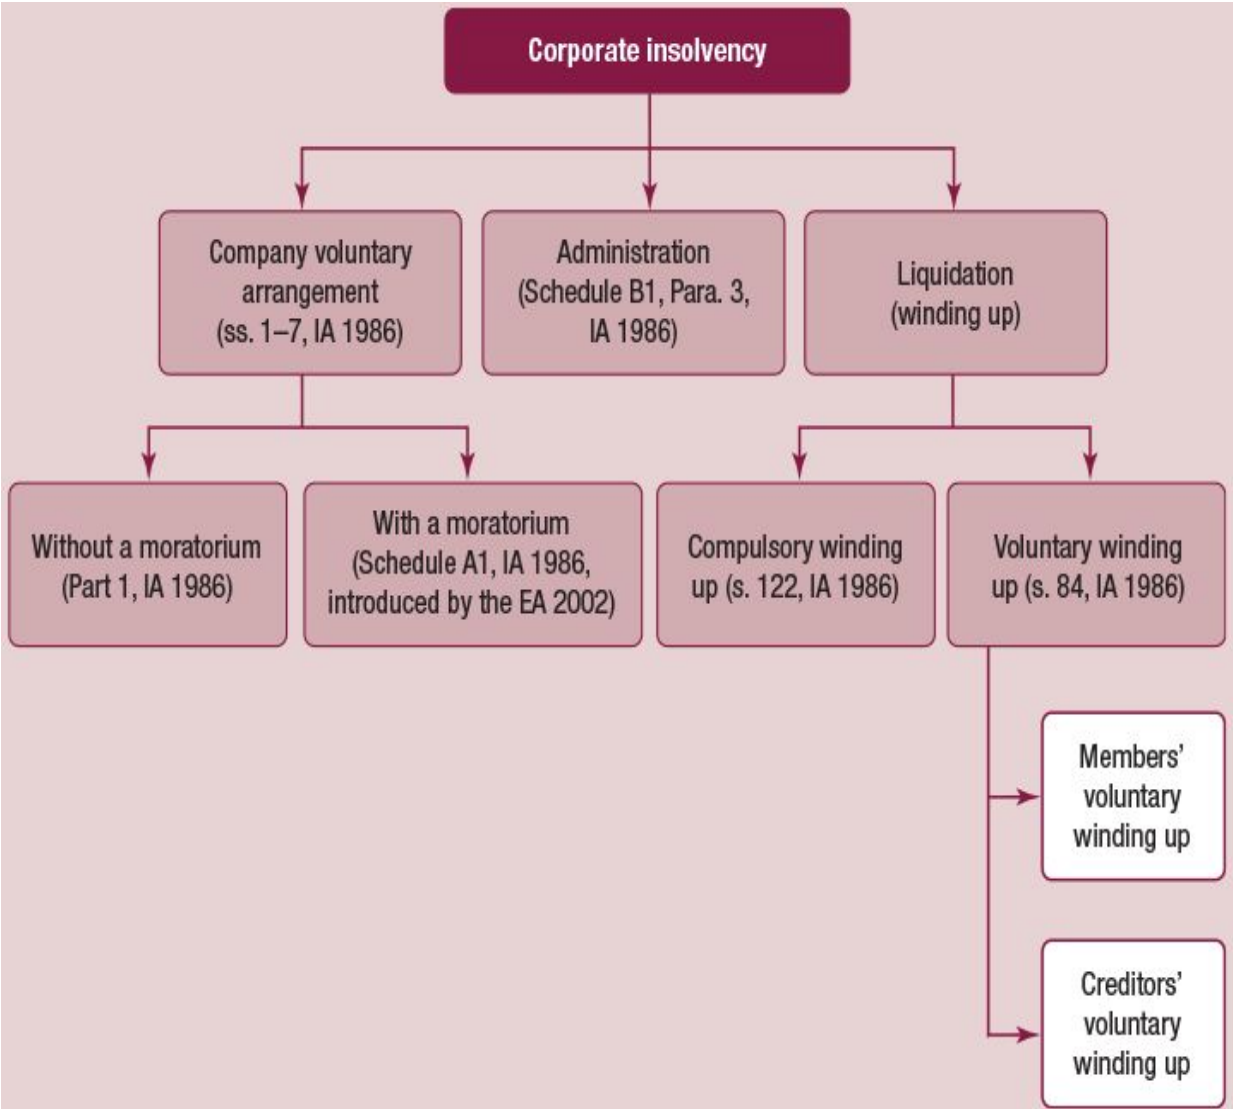 Corporate insolvency
Company voluntary
arrangement
(ss. 1–7, IA 1986)
Administration
(Schedule B1, Para. 3,
IA 1986)
Liquidation
(winding up)
Without a moratorium
(Part 1, IA 1986)
With a moratorium
(Schedule A1, IA 1986,
introduced by the EA 2002)
Compulsory winding
up (s. 122, IA 1986)
Voluntary winding
up (s. 84, IA 1986)
Members’
voluntary
winding up
Creditors’
voluntary
winding up